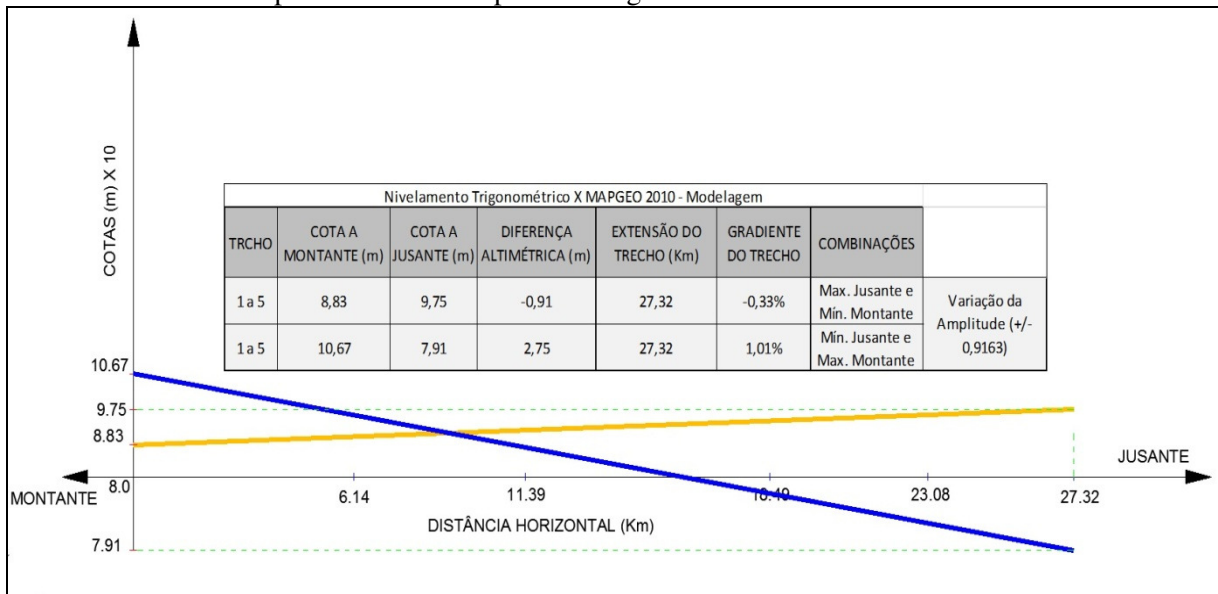 COTAS (m) X 10
Nivelamento Trigonométrico X MAPGEO 2010 - Modelagem
TRCHO COTA A MONTANTE (m) COTA A JUSANTE (m) DIFERENÇA ALTIMÉTRICA (m) EXTENSÃO DO TRECHO (Km) GRADIENTE DO TRECHO COMBINAÇÕES
1 a 5 8,83 9,75 -0,91 27,32 -0,33% Max. Jusante e Mín. Montante
1 a 5 10,67 7,91 2,75 27,32 1,01% Mín. Jusante e Max. Montante
Variação da
Amplitude (+/-
0,9163)
10.67
9.75
8.83
8.0
7.91
MONTANTE
JUSANTE
6.14 11.39 23.08 27.32
DISTÂNCIA HORIZONTAL (Km)